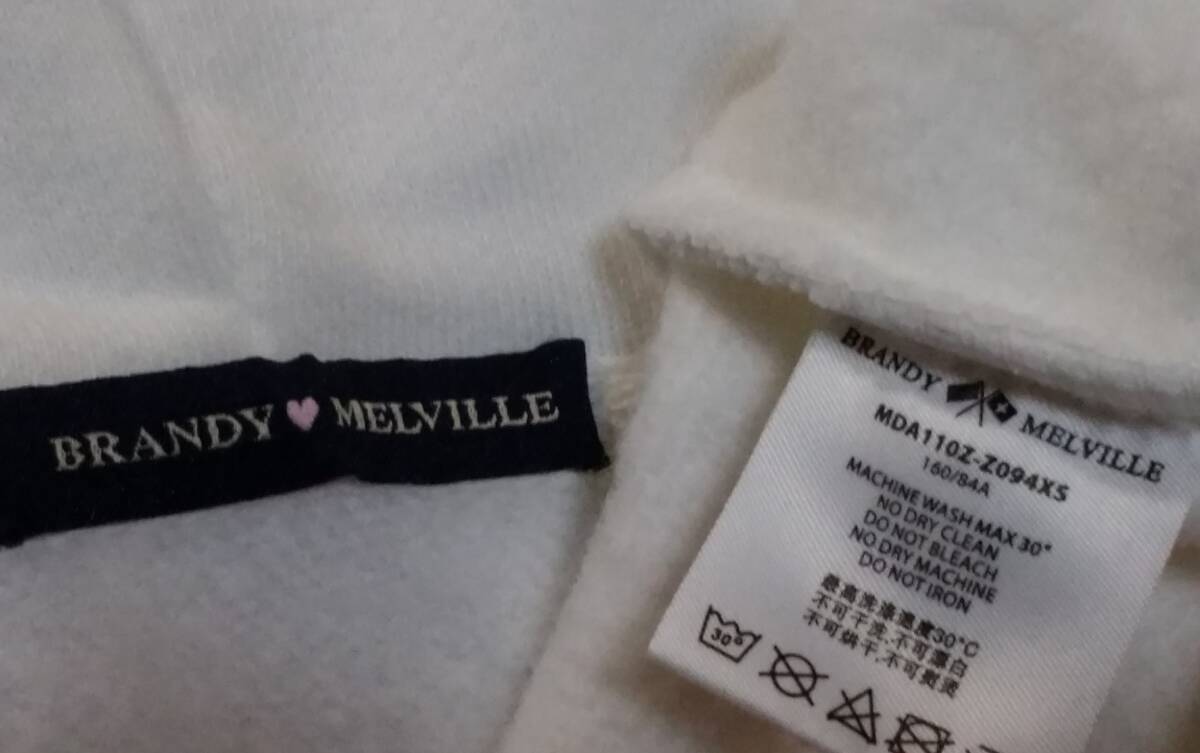 BRANDY MELVILLE
BRANDY MELVILLE
MDA110Z-Z094XS
160/84A
MACHINE WASH MAX 30°
NO DRY CLEAN
DO NOT BLEACH
NO DRY MACHINE
DO NOT IRON
最高洗涤温度30°C
不可干洗.不可漂白
不可烘干.不可熨烫
30°